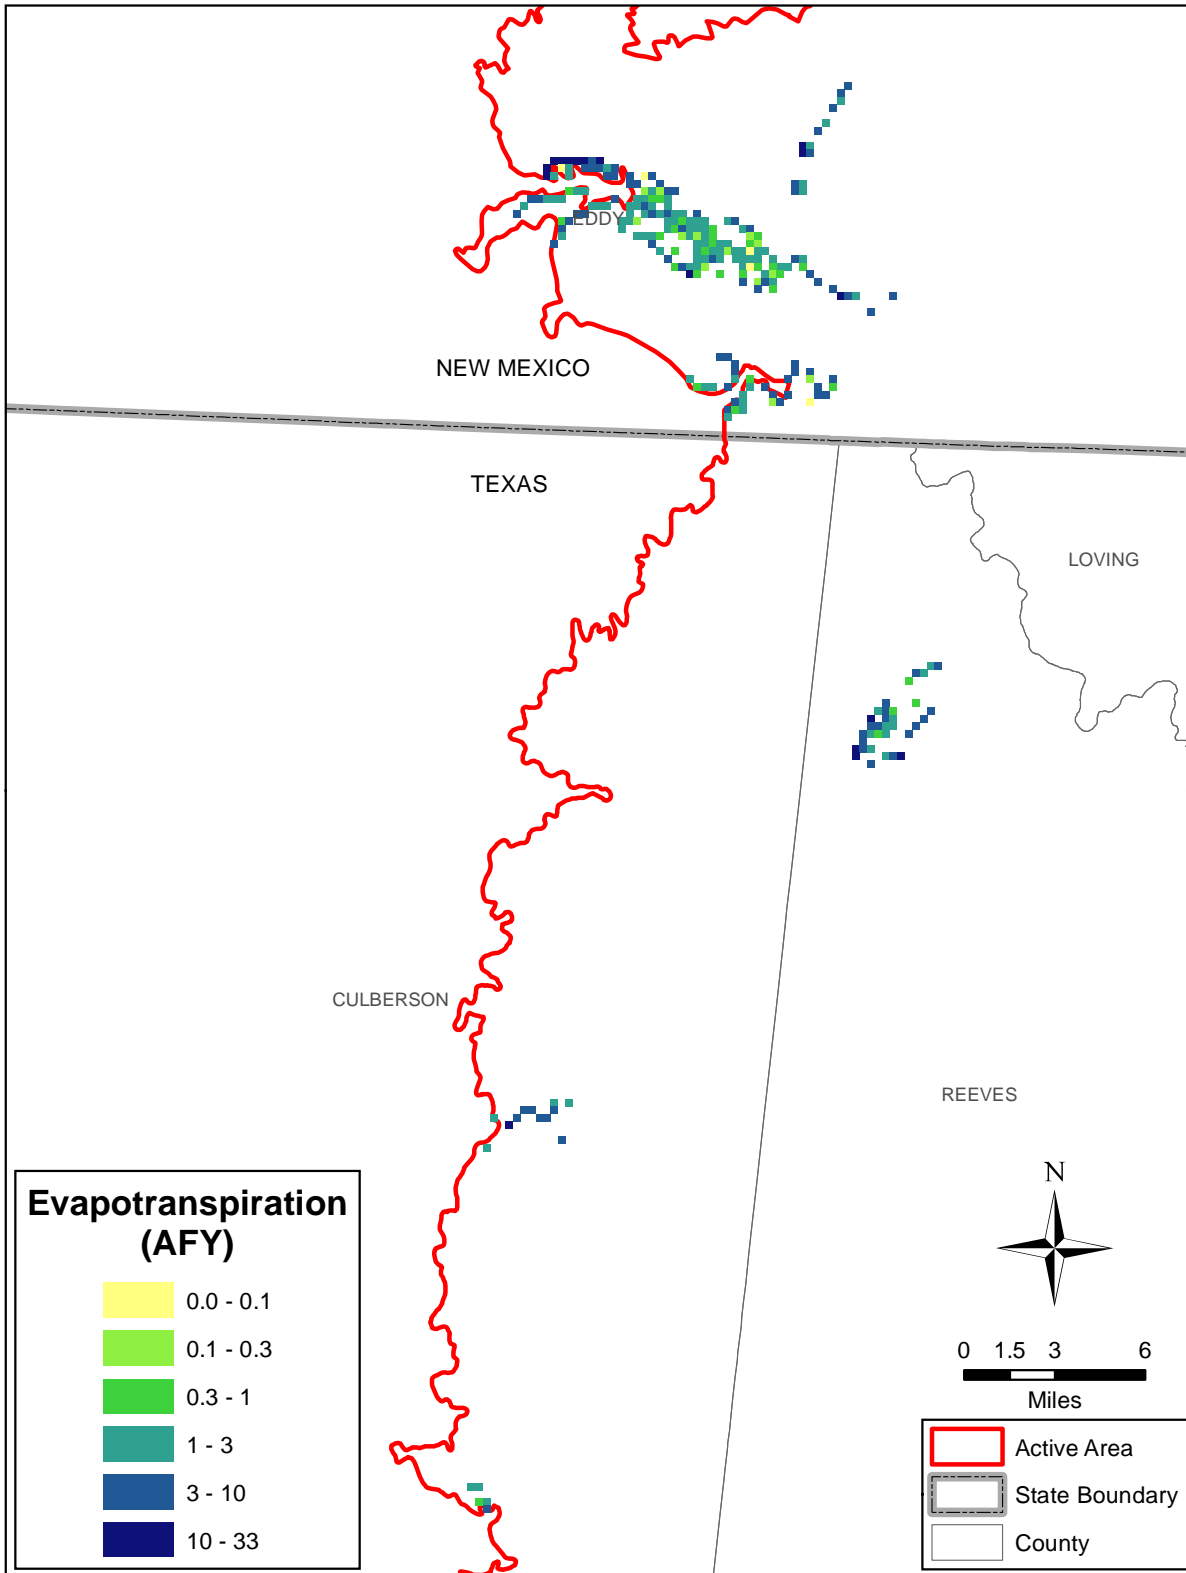 EDDY
NEW MEXICO
TEXAS
LOVING
CULBERSON
REEVES
Evapotranspiration
(AFY)
0.0 - 0.1
0.1 - 0.3
0.3 - 1
1 - 3
3 - 10
10 - 33
N
0 1.5 3 6
Miles
Active Area
State Boundary
County